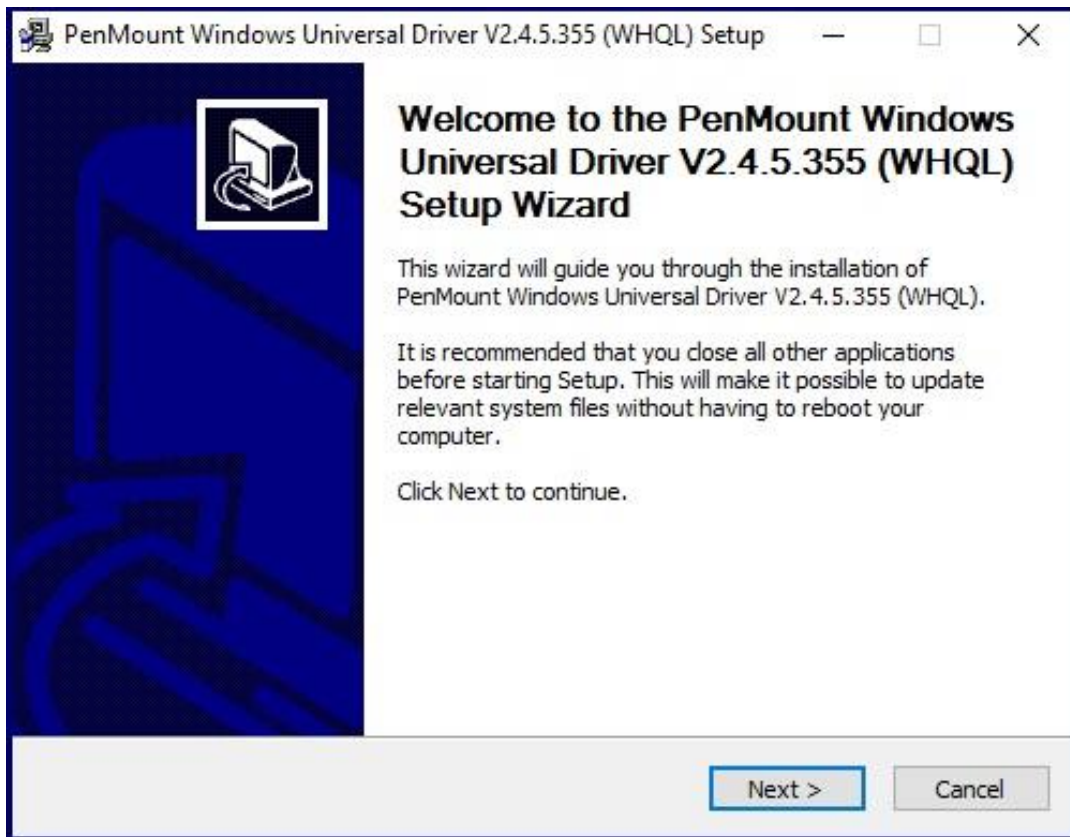 PenMount Windows Universal Driver V2.4.5.355 (WHQL) Setup
Welcome to the PenMount Windows
Universal Driver V2.4.5.355 (WHQL)
Setup Wizard
This wizard will guide you through the installation of
PenMount Windows Universal Driver V2.4.5.355 (WHQL).
It is recommended that you close all other applications
before starting Setup. This will make it possible to update
relevant system files without having to reboot your
computer.
Click Next to continue.
Next >
Cancel